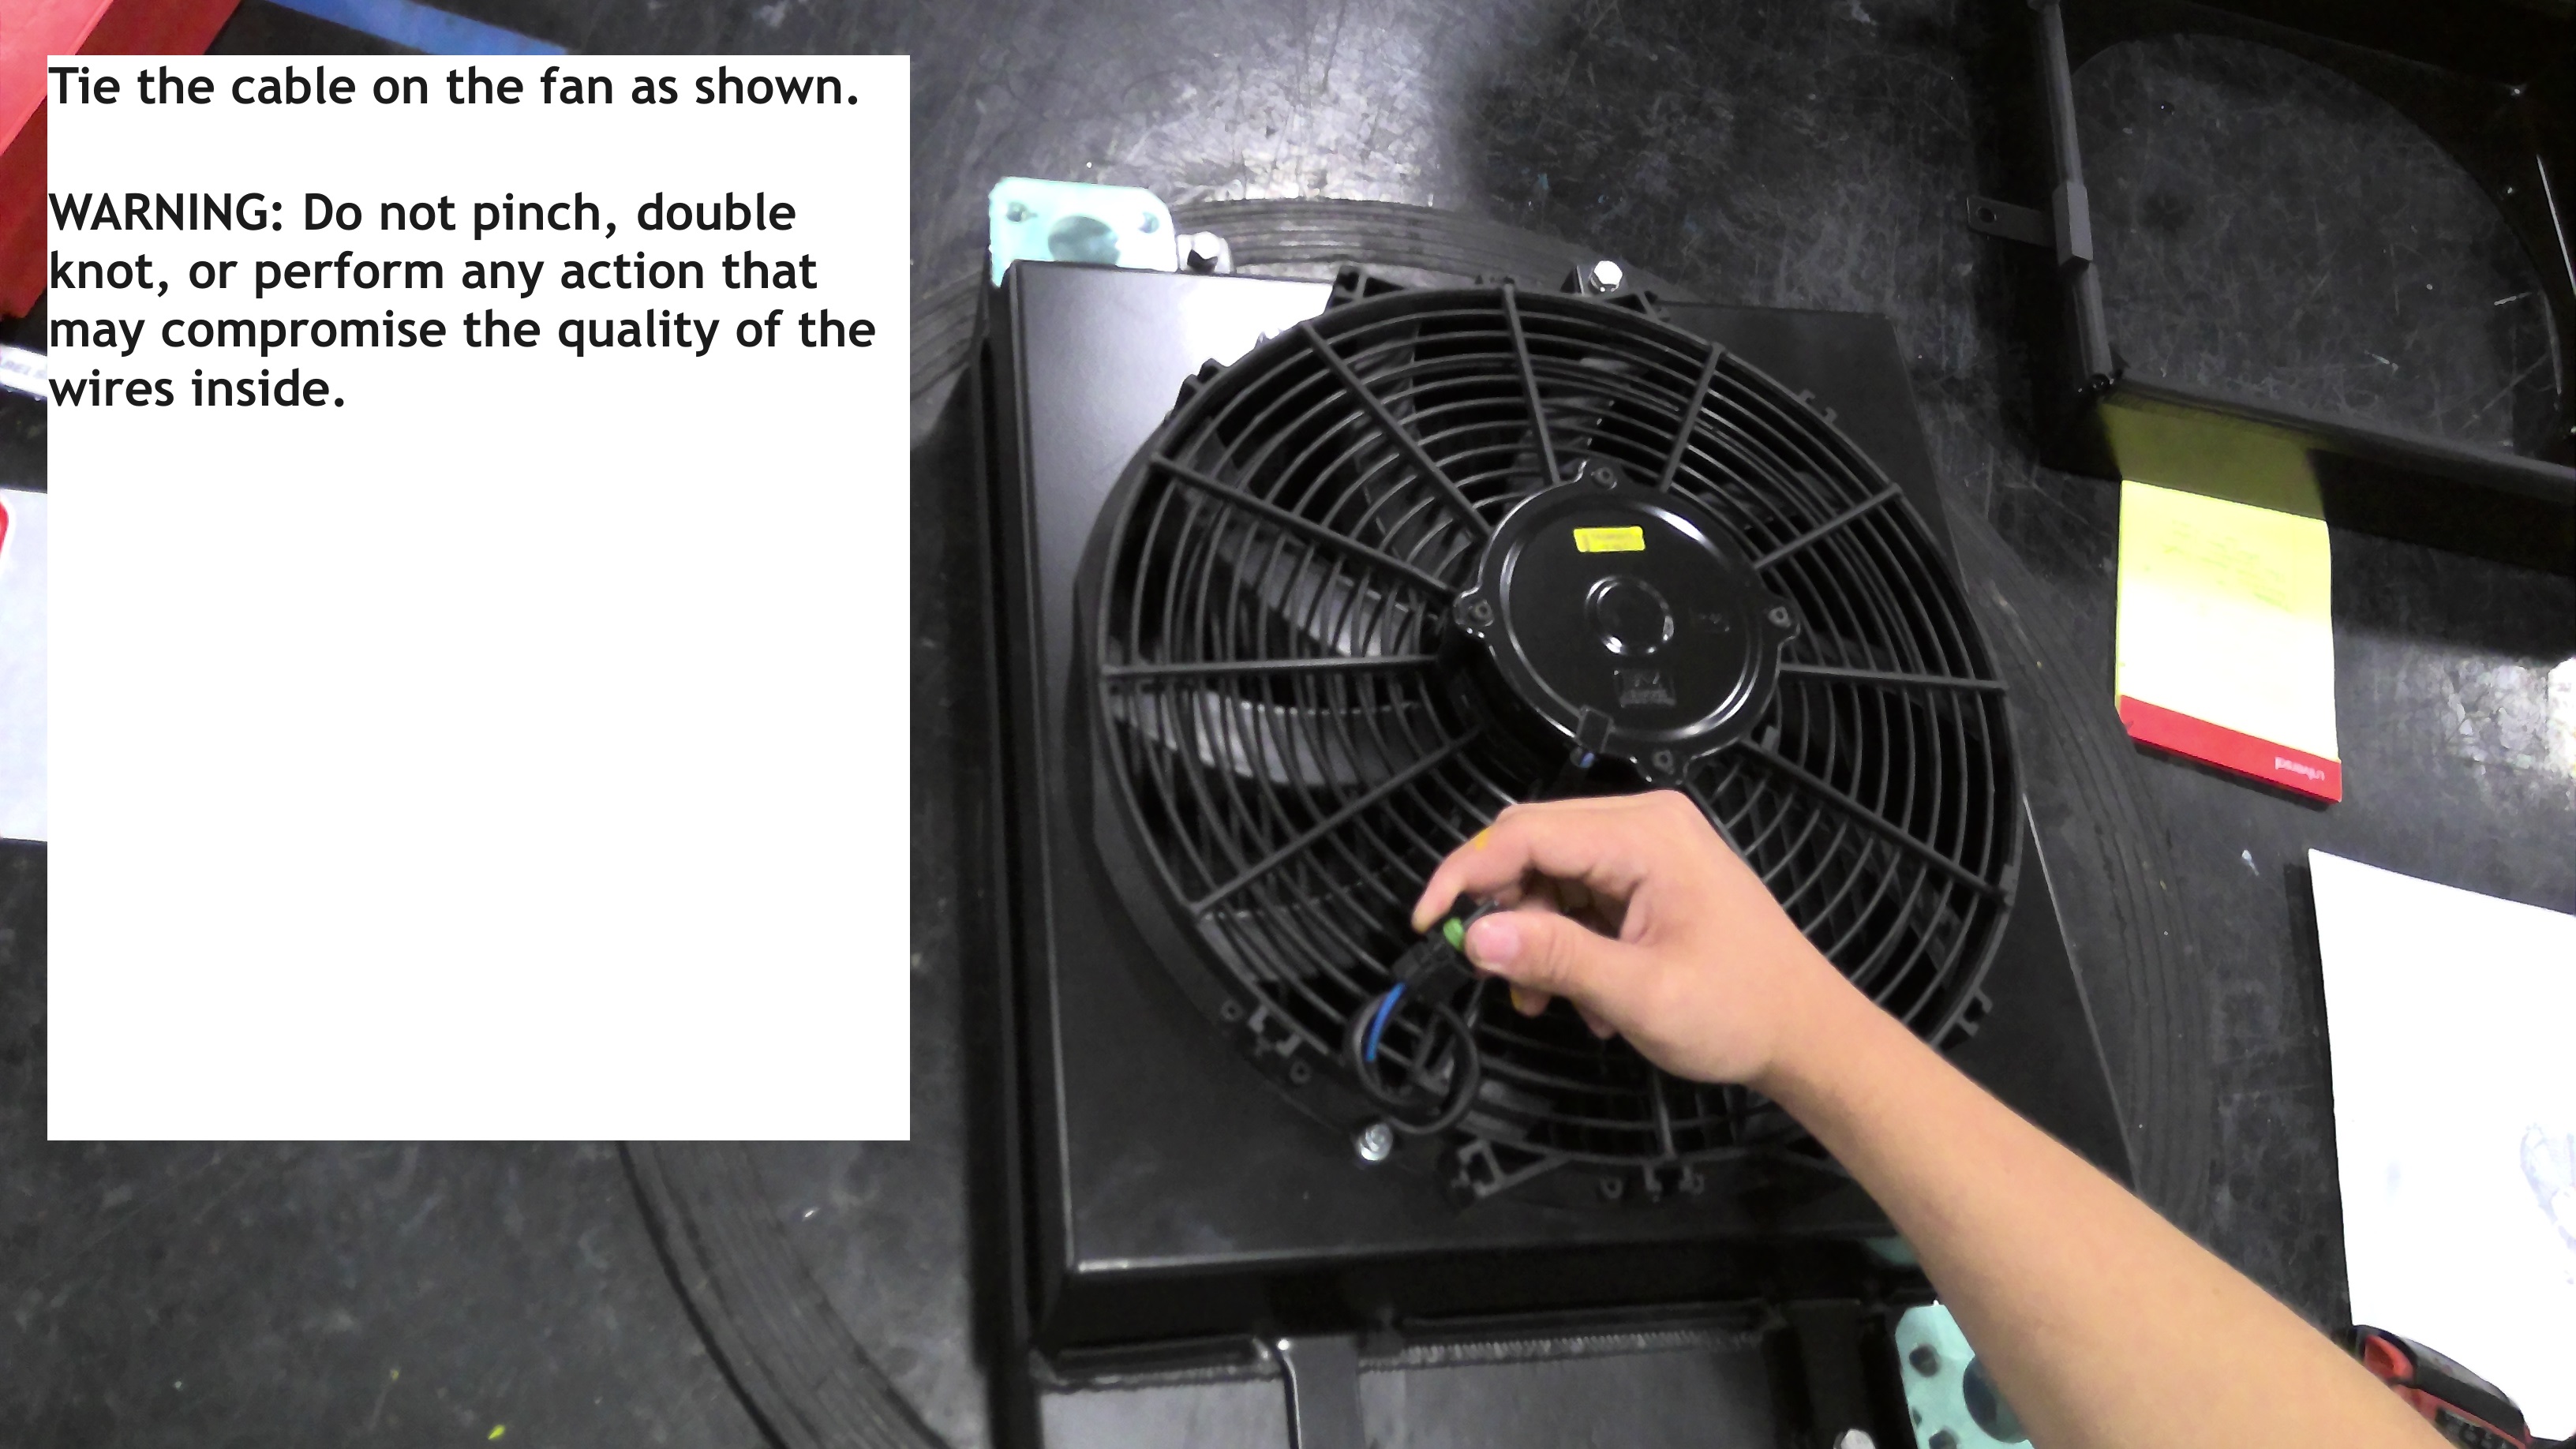 Tie the cable on the fan as shown.
WARNING: Do not pinch, double
knot, or perform any action that
may compromise the quality of the
wires inside.
universal